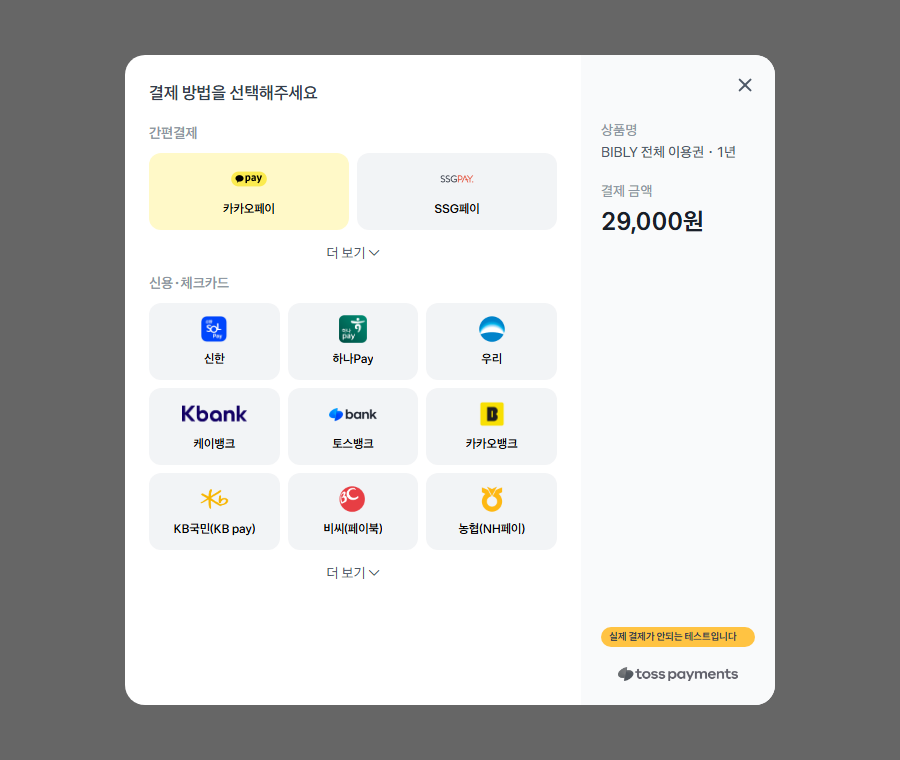 결제 방법을 선택해주세요
간편결제
pay
카카오페이
SSGPAY.
SSG페이
더 보기
신용·체크카드
신한
SOL
Pay
신한
하나
pay
하나Pay
우리
Kbank
케이뱅크
bank
토스뱅크
B
카카오뱅크
Kb
KB국민(KB pay)
BC
비씨(페이북)
농협(NH페이)
더 보기
상품명
BIBLY 전체 이용권 · 1년
결제 금액
29,000원
실제 결제가 안되는 테스트입니다
toss payments